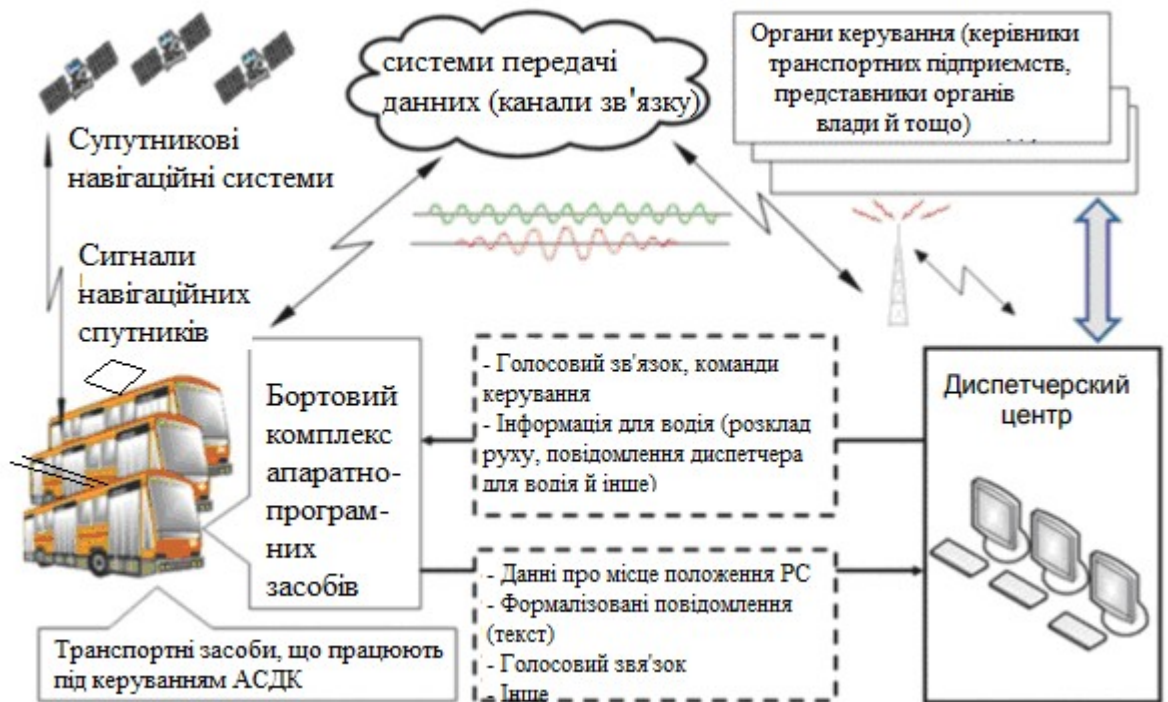 системи передачі
данних (канали зв'язку)
Органи керування (керівники
транспортних підприємств,
представники органів
влади й тощо)
Супутникові
навігаційні системи
Сигнали
навігаційних
спутників
Бортовий
комплекс
апаратно-
програм-
них
засобів
- Голосовий зв'язок, команди
керування
- Інформація для водія (розклад
руху, повідомлення диспетчера
для водія й інше)
Диспетчерский
центр
- Данні про місце положення РС
- Формалізовані повідомлення
(текст)
- Голосовий звя'зок
- Інше
Транспортні засоби, що працюють
під керуванням АСДК